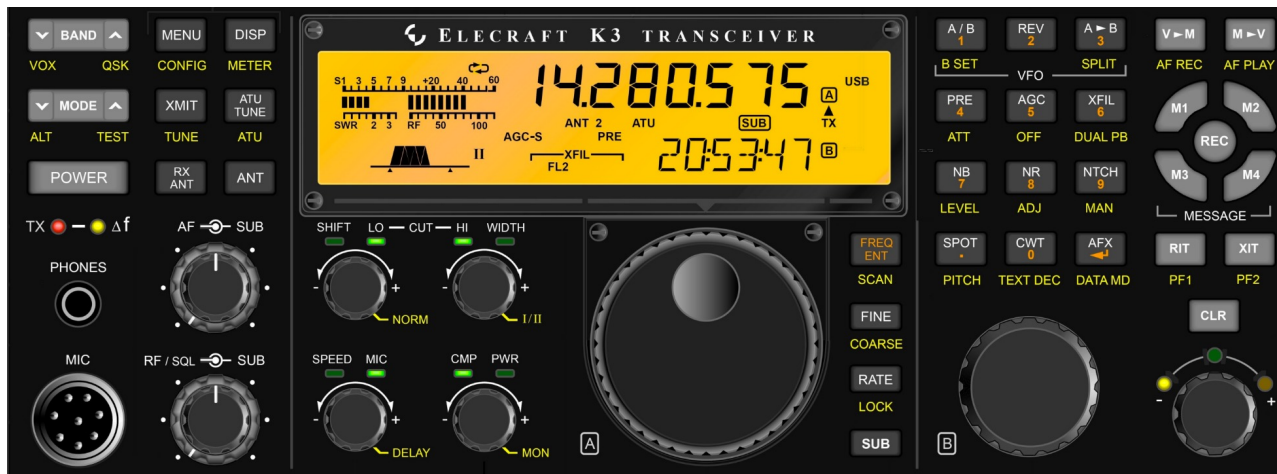 ELECRAFT K3 TRANSCEIVER
BAND
VOX QSK
MODE
ALT TEST
POWER
TX Δf
PHONES
MIC
MENU DISP
CONFIG METER
XMIT ATU TUNE
TUNE ATU
RX ANT ANT
AF SUB
RF / SQL SUB
S1 3 5 7 9 +20 40 60
SWR 2 3 RF 50 100
II
14.280.575 USB
A
TX
ANT 2 ATU SUB
AGC-S PRE
XFIL
FL2
20:53:47 B
SHIFT LO CUT HI WIDTH
- + - +
NORM I/II
SPEED MIC CMP PWR
- + - +
DELAY MON
A
FREQ ENT
SCAN
FINE
COARSE
RATE
LOCK
SUB
A / B 1 REV 2 A►B 3
B SET SPLIT
VFO
PRE 4 AGC 5 XFIL 6
ATT OFF DUAL PB
NB 7 NR 8 NTCH 9
LEVEL ADJ MAN
SPOT . CWT 0 AFX
PITCH TEXT DEC DATA MD
B
V►M M►V
AF REC AF PLAY
M1 M2
REC
M3 M4
MESSAGE
RIT XIT
PF1 PF2
CLR
- +